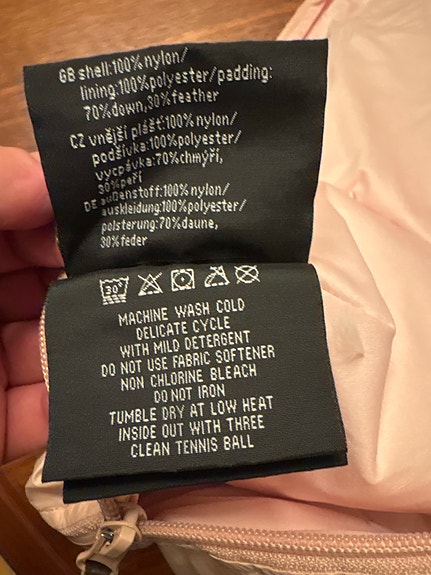 GB shell:100%nylon/
lining:100%polyester/padding:
70%down,30%feather
CZ vnější plášť:100%nylon/
podšívka:100%polyester/
vycpávka:70%chmýří,
30%peří
DE außenstoff:100%nylon/
auskleidung:100%polyester/
polsterung:70%daune,
30%feder
30°
MACHINE WASH COLD
DELICATE CYCLE
WITH MILD DETERGENT
DO NOT USE FABRIC SOFTENER
NON CHLORINE BLEACH
DO NOT IRON
TUMBLE DRY AT LOW HEAT
INSIDE OUT WITH THREE
CLEAN TENNIS BALL